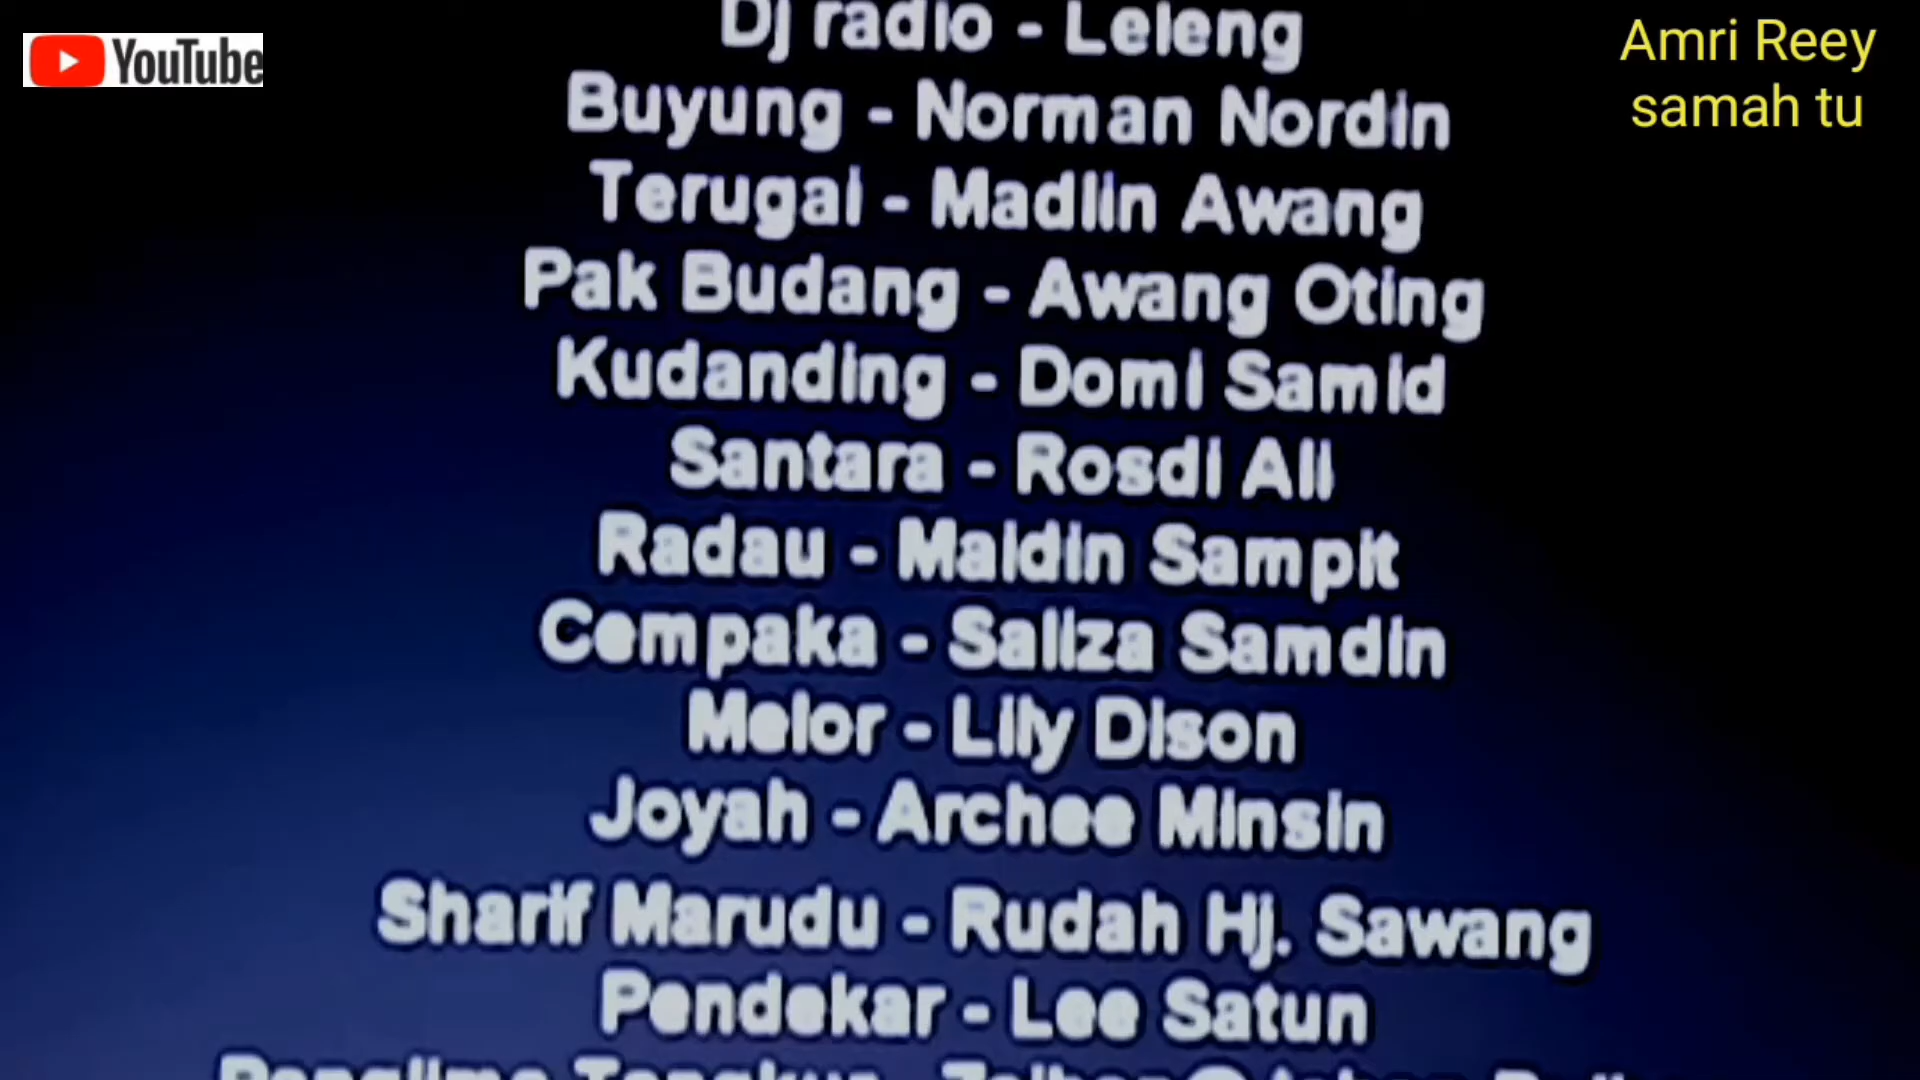 YouTube
Amri Reey
samah tu
Dj radio - Leleng
Buyung - Norman Nordin
Terugai - Madlin Awang
Pak Budang - Awang Oting
Kudanding - Domi Samid
Santara - Rosdi Ali
Radau - Maidin Sampit
Cempaka - Saliza Samdin
Melor - Lily Dison
Joyah - Archee Minsin
Sharif Marudu - Rudah Hj. Sawang
Pendekar - Lee Satun